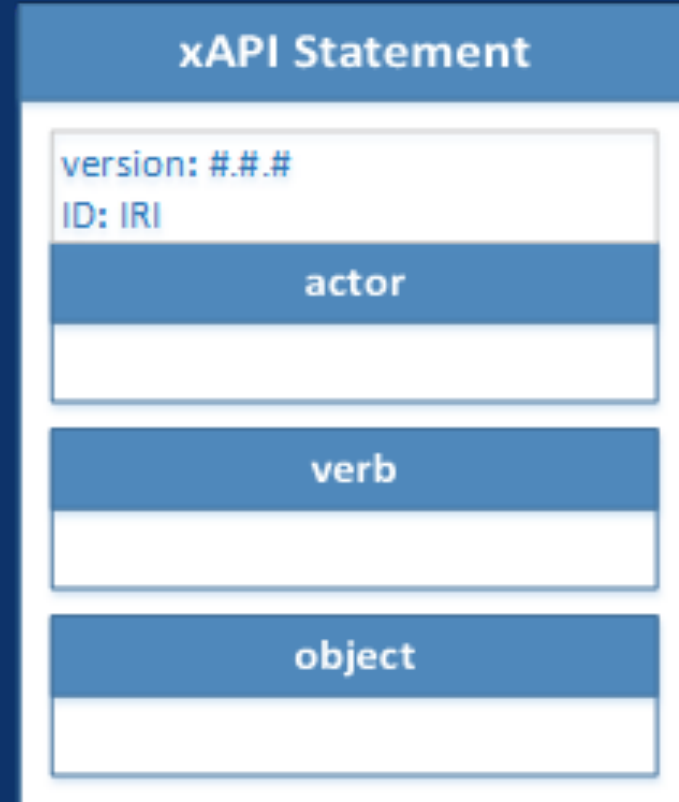 xAPI Statement
version: #.#.#
ID: IRI
actor
verb
object